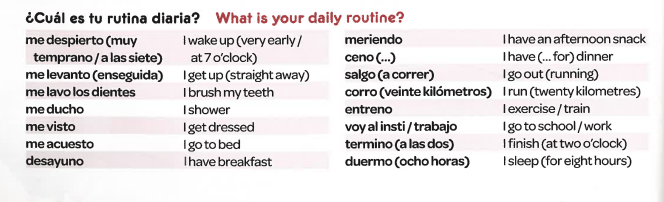 ¿Cuál es tu rutina diaria? What is your daily routine?
me despierto (muy I wake up (very early /
temprano / a las siete) at 7 o'clock)
me levanto (enseguida) I get up (straight away)
me lavo los dientes I brush my teeth
me ducho I shower
me visto I get dressed
me acuesto I go to bed
desayuno I have breakfast
meriendo I have an afternoon snack
ceno (...) I have (... for) dinner
salgo (a correr) I go out (running)
corro (veinte kilómetros) I run (twenty kilometres)
entreno I exercise / train
voy al insti / trabajo I go to school / work
termino (a las dos) I finish (at two o'clock)
duermo (ocho horas) I sleep (for eight hours)